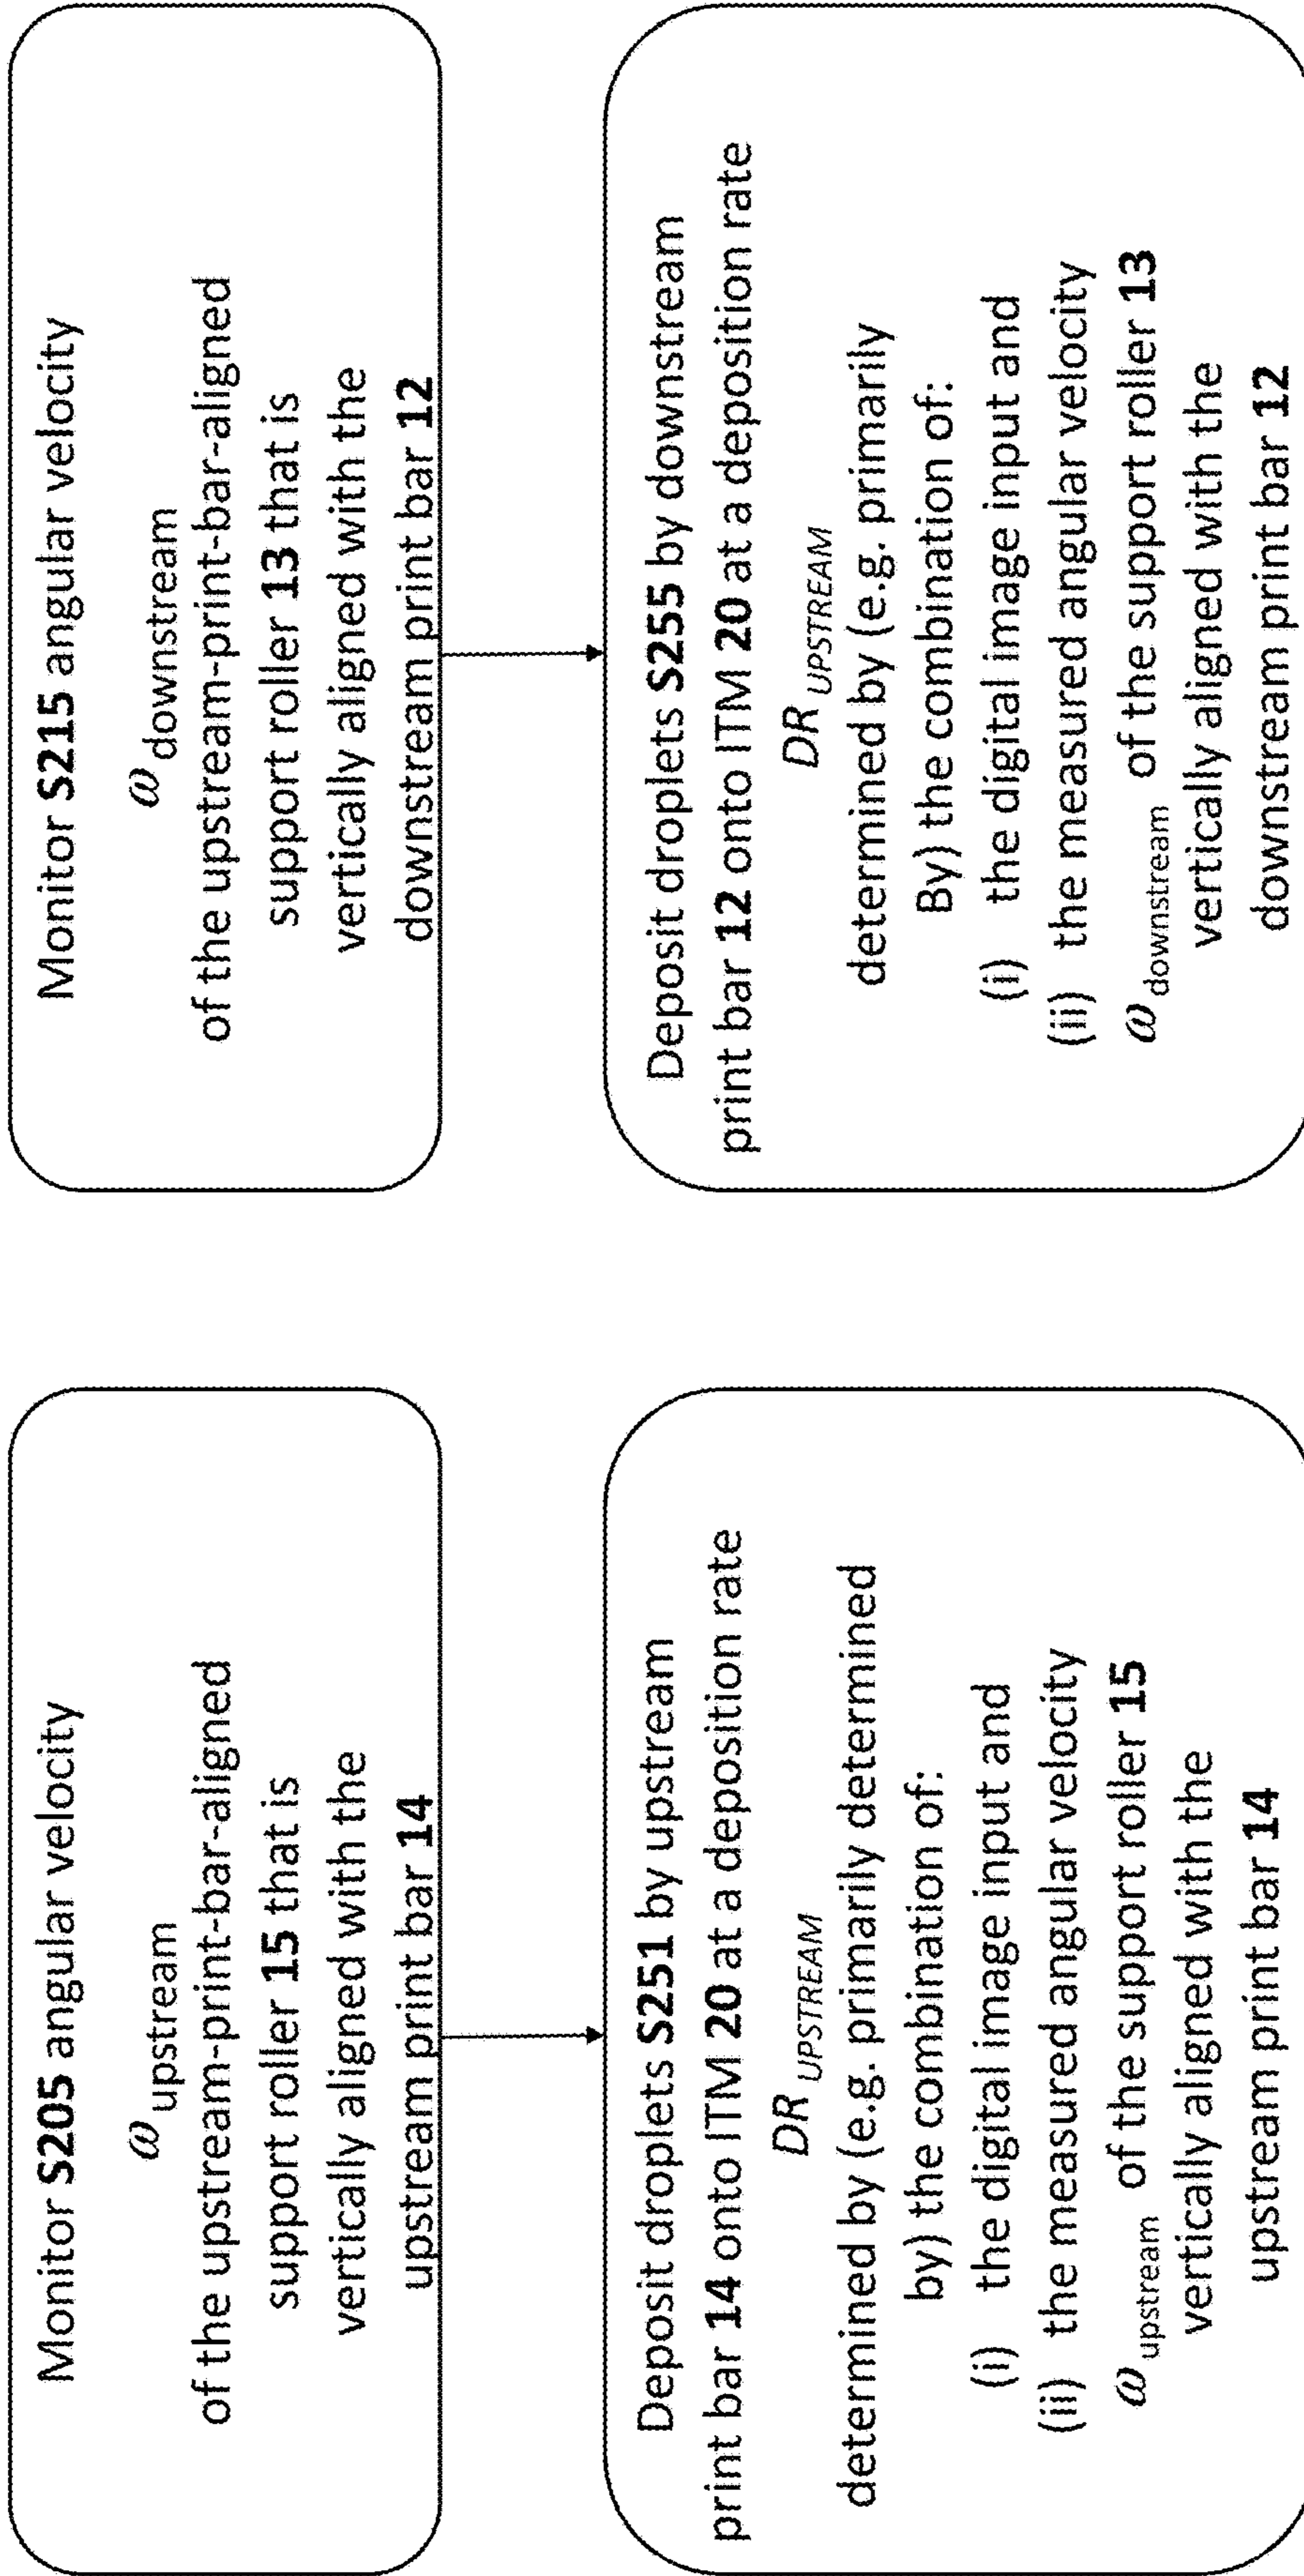 Monitor S205 angular velocity
ω upstream
of the upstream-print-bar-aligned
support roller 15 that is
vertically aligned with the
upstream print bar 14
Deposit droplets S251 by upstream
print bar 14 onto ITM 20 at a deposition rate
DR UPSTREAM
determined by (e.g. primarily determined
by) the combination of:
(i) the digital image input and
(ii) the measured angular velocity
ω upstream of the support roller 15
vertically aligned with the
upstream print bar 14
Monitor S215 angular velocity
ω downstream
of the upstream-print-bar-aligned
support roller 13 that is
vertically aligned with the
downstream print bar 12
Deposit droplets S255 by downstream
print bar 12 onto ITM 20 at a deposition rate
DR UPSTREAM
determined by (e.g. primarily
By) the combination of:
(i) the digital image input and
(ii) the measured angular velocity
ω downstream of the support roller 13
vertically aligned with the
downstream print bar 12